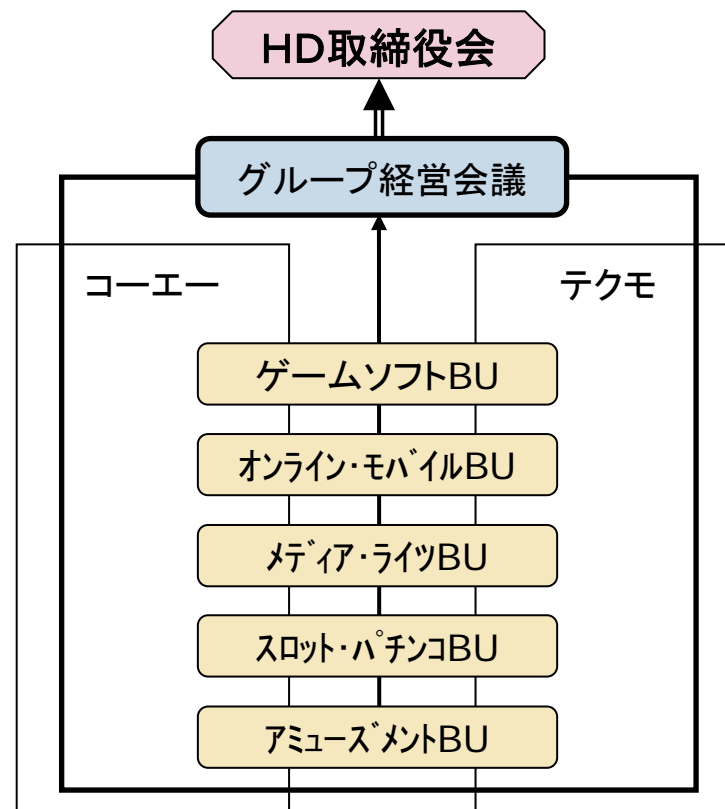 HD取締役会
グループ経営会議
コーエー
テクモ
ゲームソフトBU
オンライン・モバイルBU
メディア・ライツBU
スロット・パチンコBU
アミューズメントBU